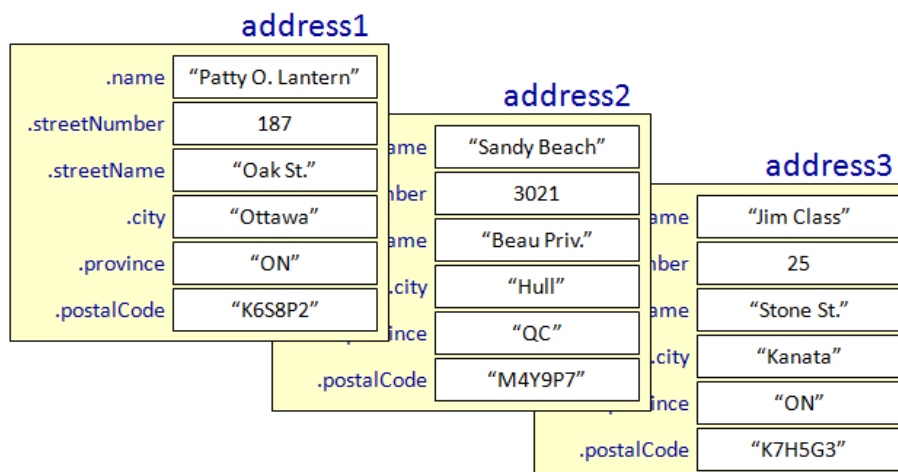 address1
.name “Patty O. Lantern”
.streetNumber 187
.streetName “Oak St.”
.city “Ottawa”
.province “ON”
.postalCode “K6S8P2”
address2
ame “Sandy Beach”
ber 3021
ame “Beau Priv.”
.city “Hull”
ince “QC”
.postalCode “M4Y9P7”
address3
ame “Jim Class”
ber 25
ame “Stone St.”
.city “Kanata”
ince “ON”
.postalCode “K7H5G3”